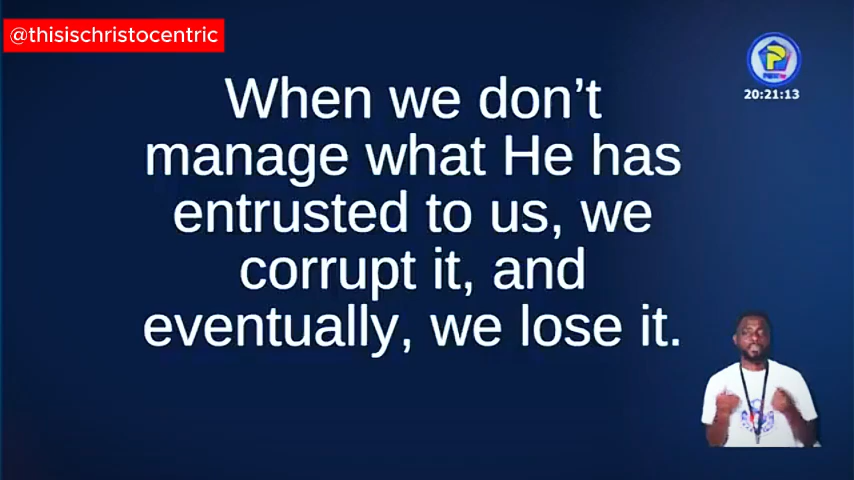 @thisischristocentric
P
20:21:13
When we don't
manage what He has
entrusted to us, we
corrupt it, and
eventually, we lose it.